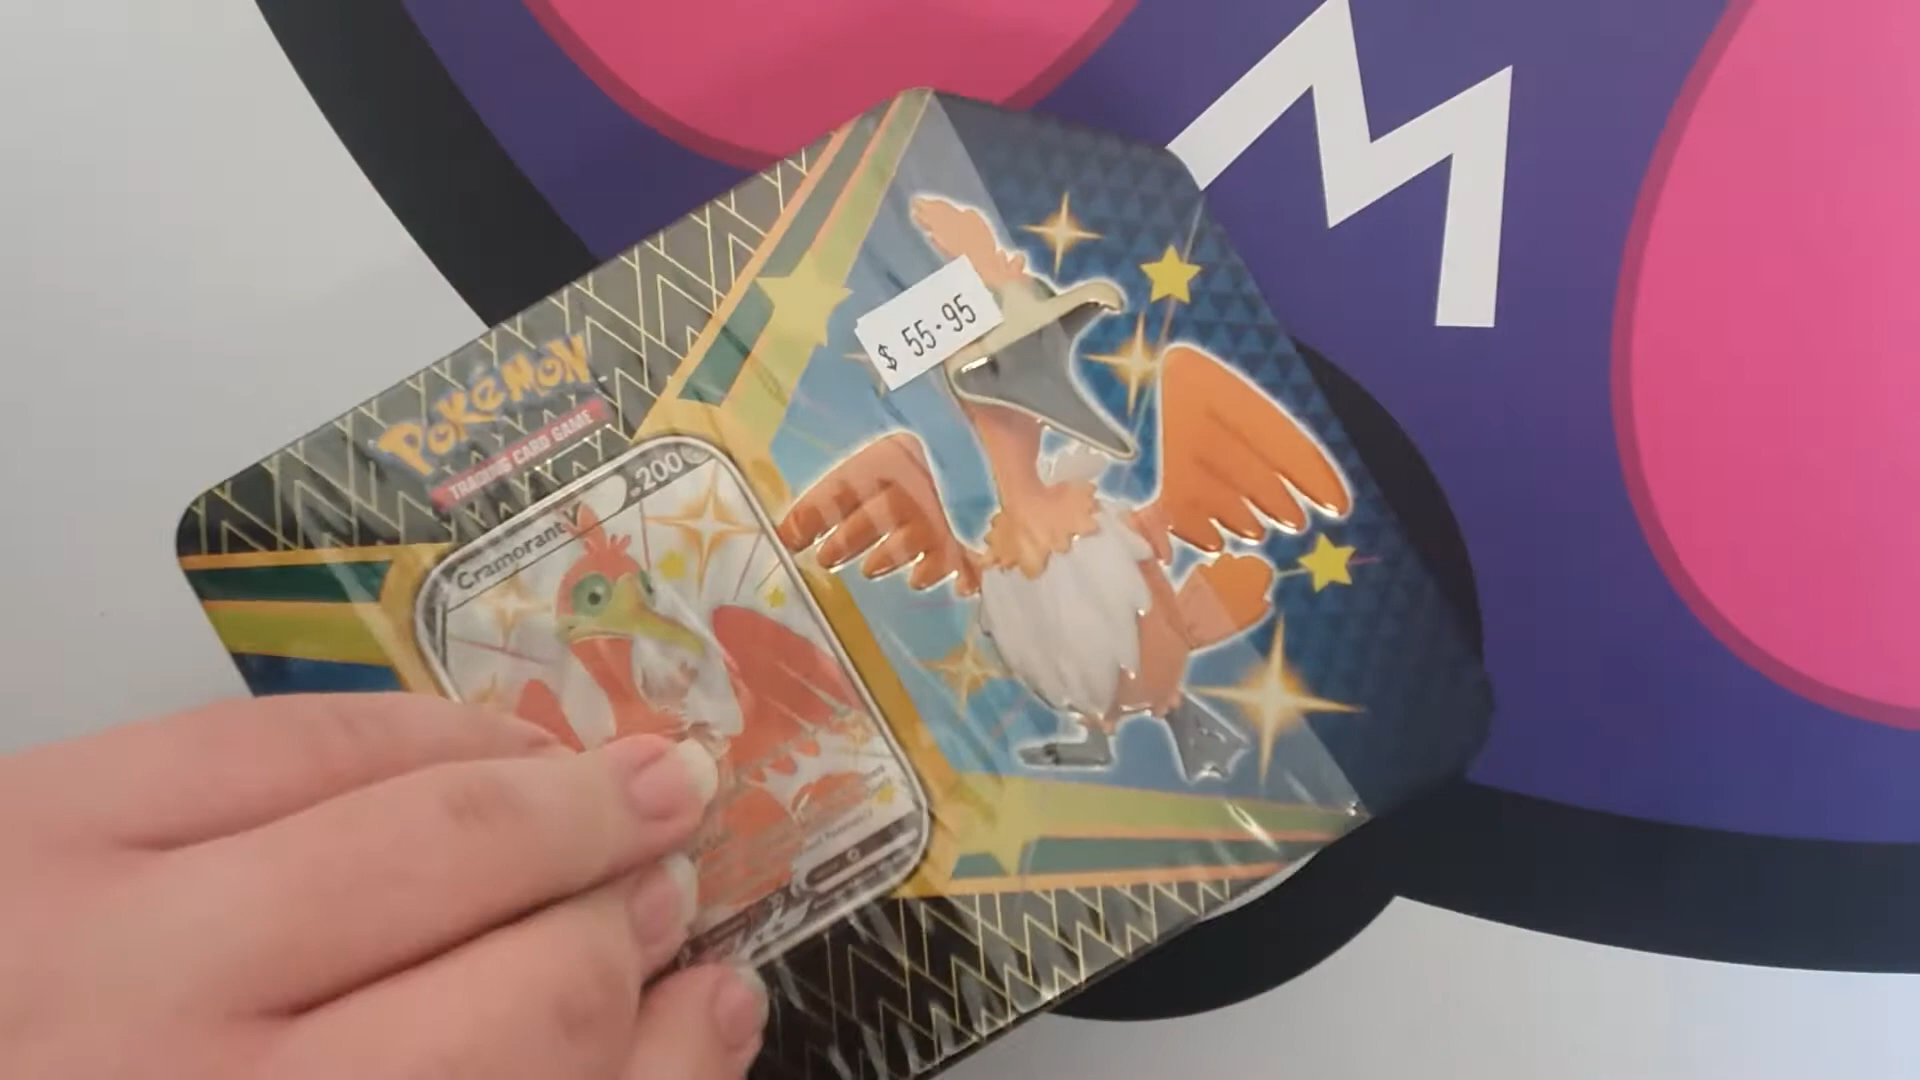 M
$ 55.95
POKéMON
TRADING CARD GAME
200
Cramorant V